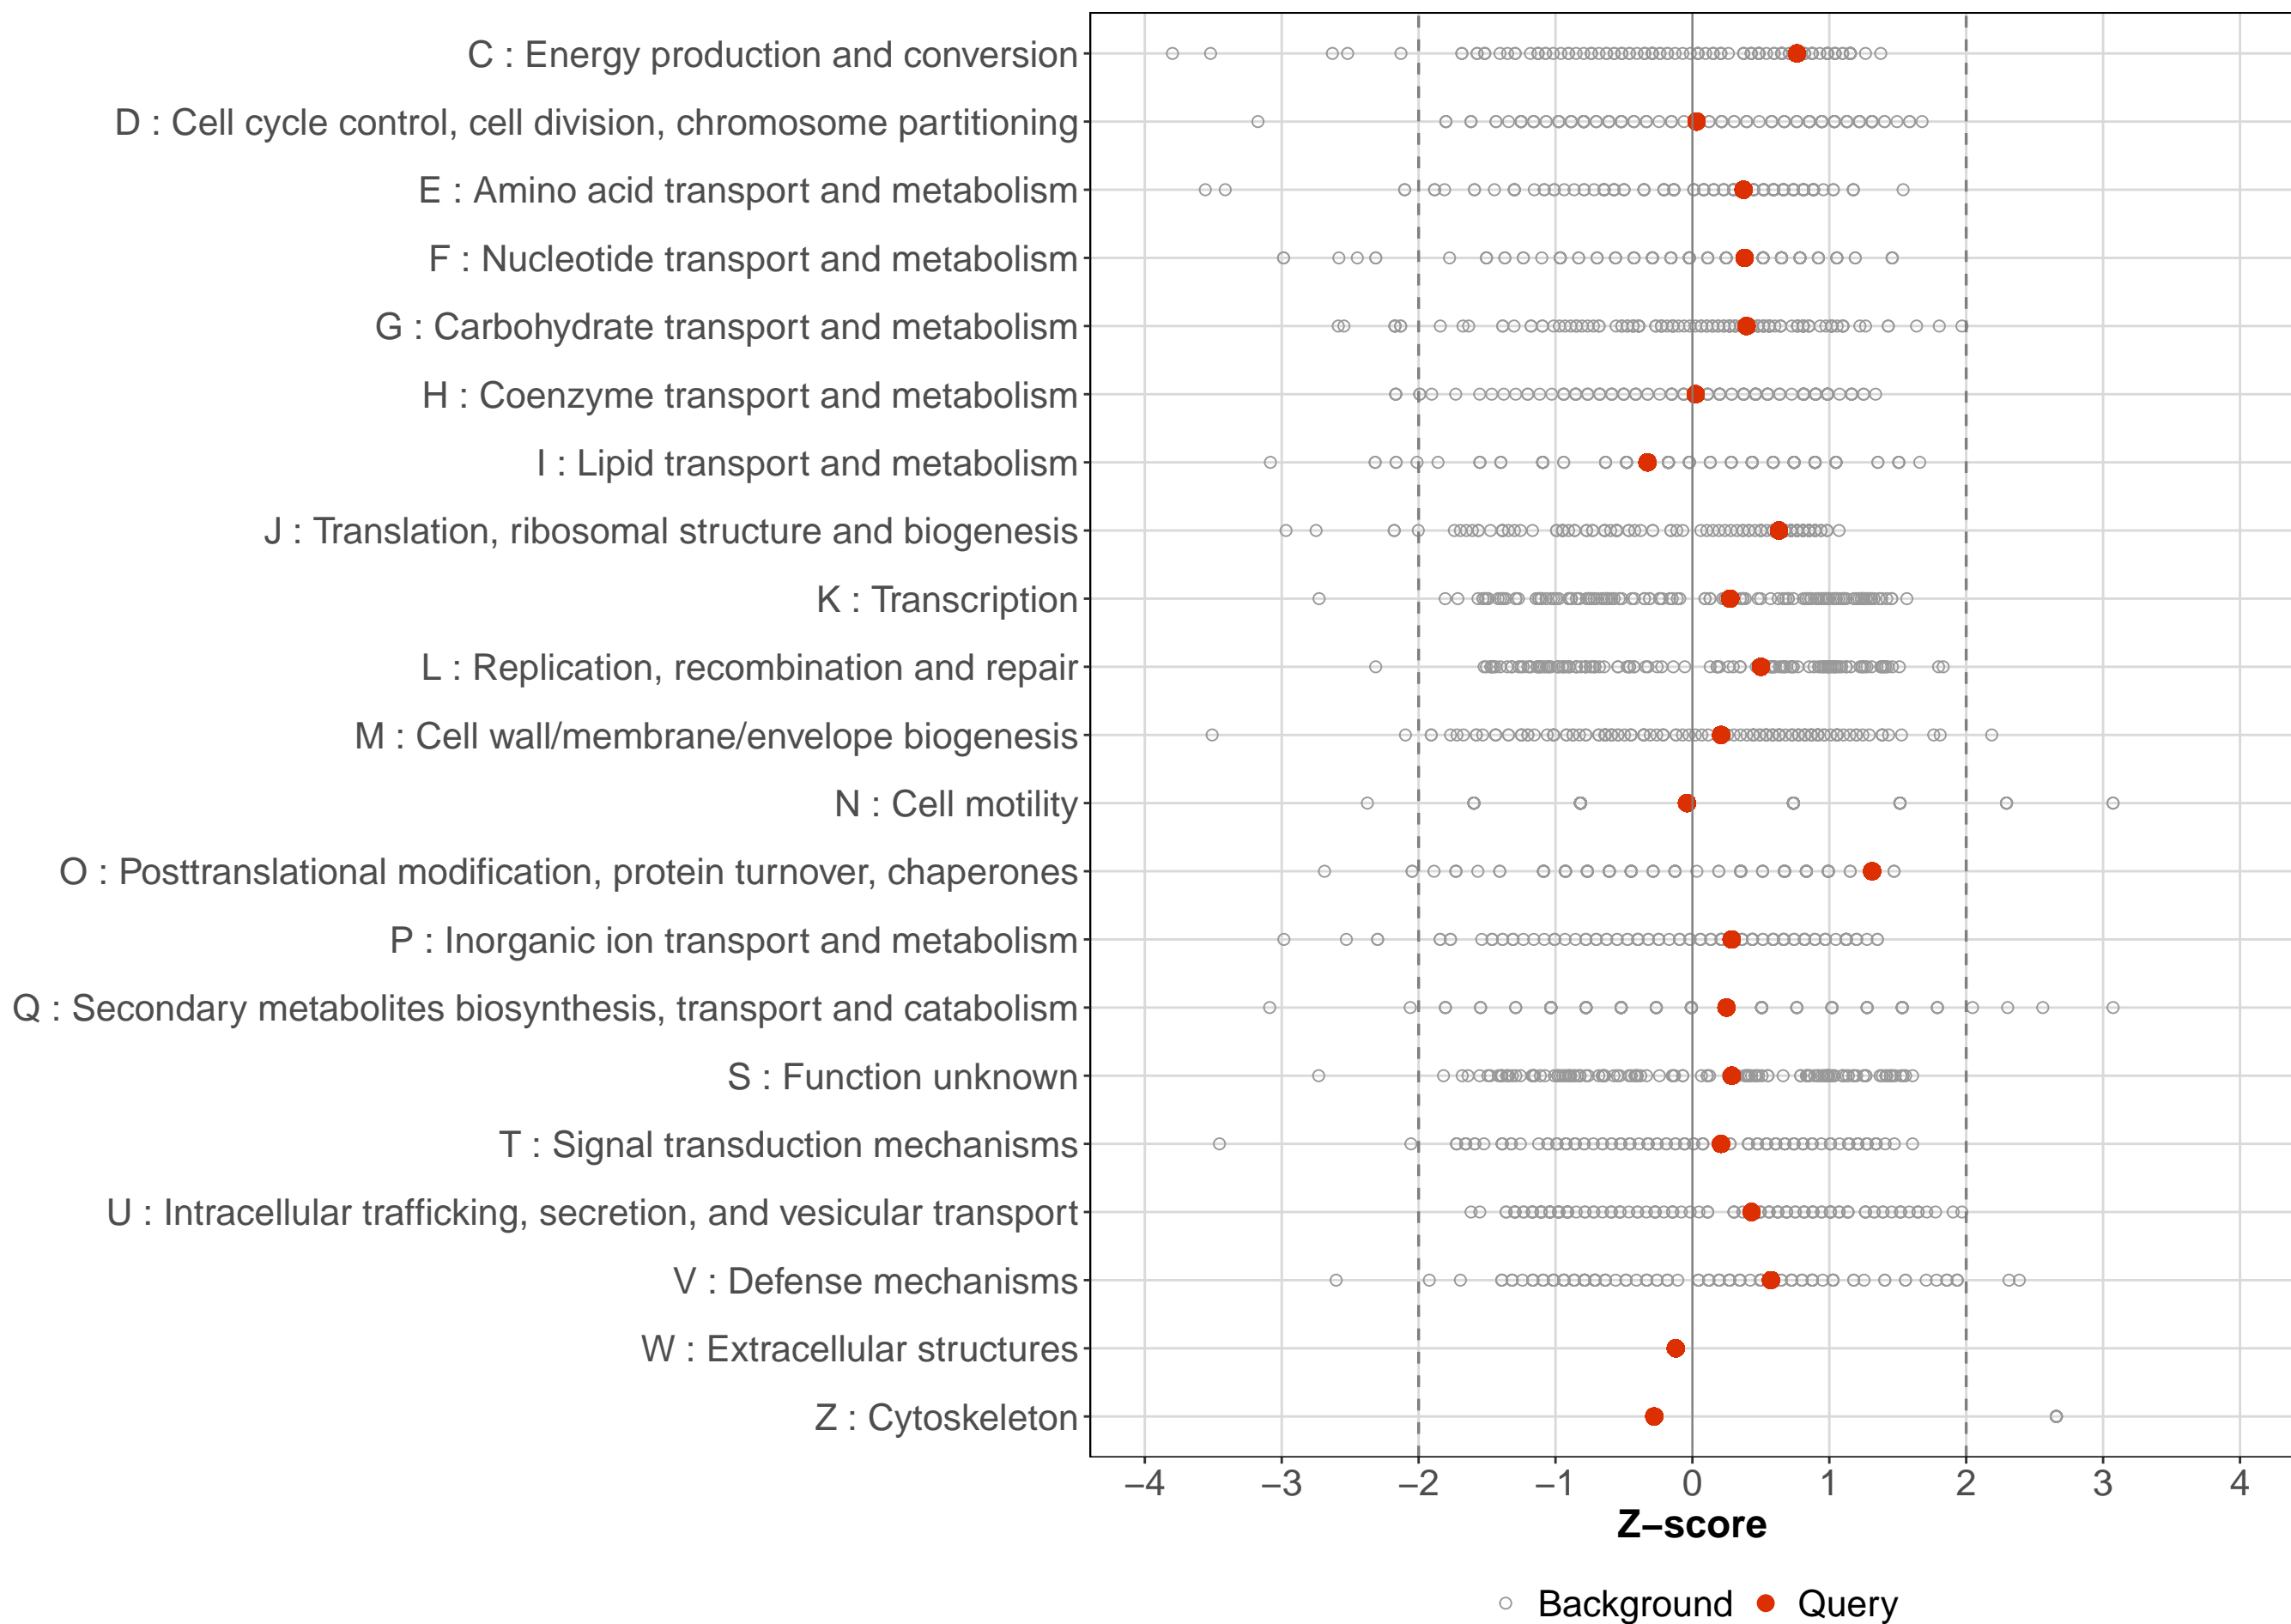 C : Energy production and conversion
D : Cell cycle control, cell division, chromosome partitioning
E : Amino acid transport and metabolism
F : Nucleotide transport and metabolism
G : Carbohydrate transport and metabolism
H : Coenzyme transport and metabolism
I : Lipid transport and metabolism
J : Translation, ribosomal structure and biogenesis
K : Transcription
L : Replication, recombination and repair
M : Cell wall/membrane/envelope biogenesis
N : Cell motility
O : Posttranslational modification, protein turnover, chaperones
P : Inorganic ion transport and metabolism
Q : Secondary metabolites biosynthesis, transport and catabolism
S : Function unknown
T : Signal transduction mechanisms
U : Intracellular trafficking, secretion, and vesicular transport
V : Defense mechanisms
W : Extracellular structures
Z : Cytoskeleton
−4 −3 −2 −1 0 1 2 3 4
Z−score
Background Query